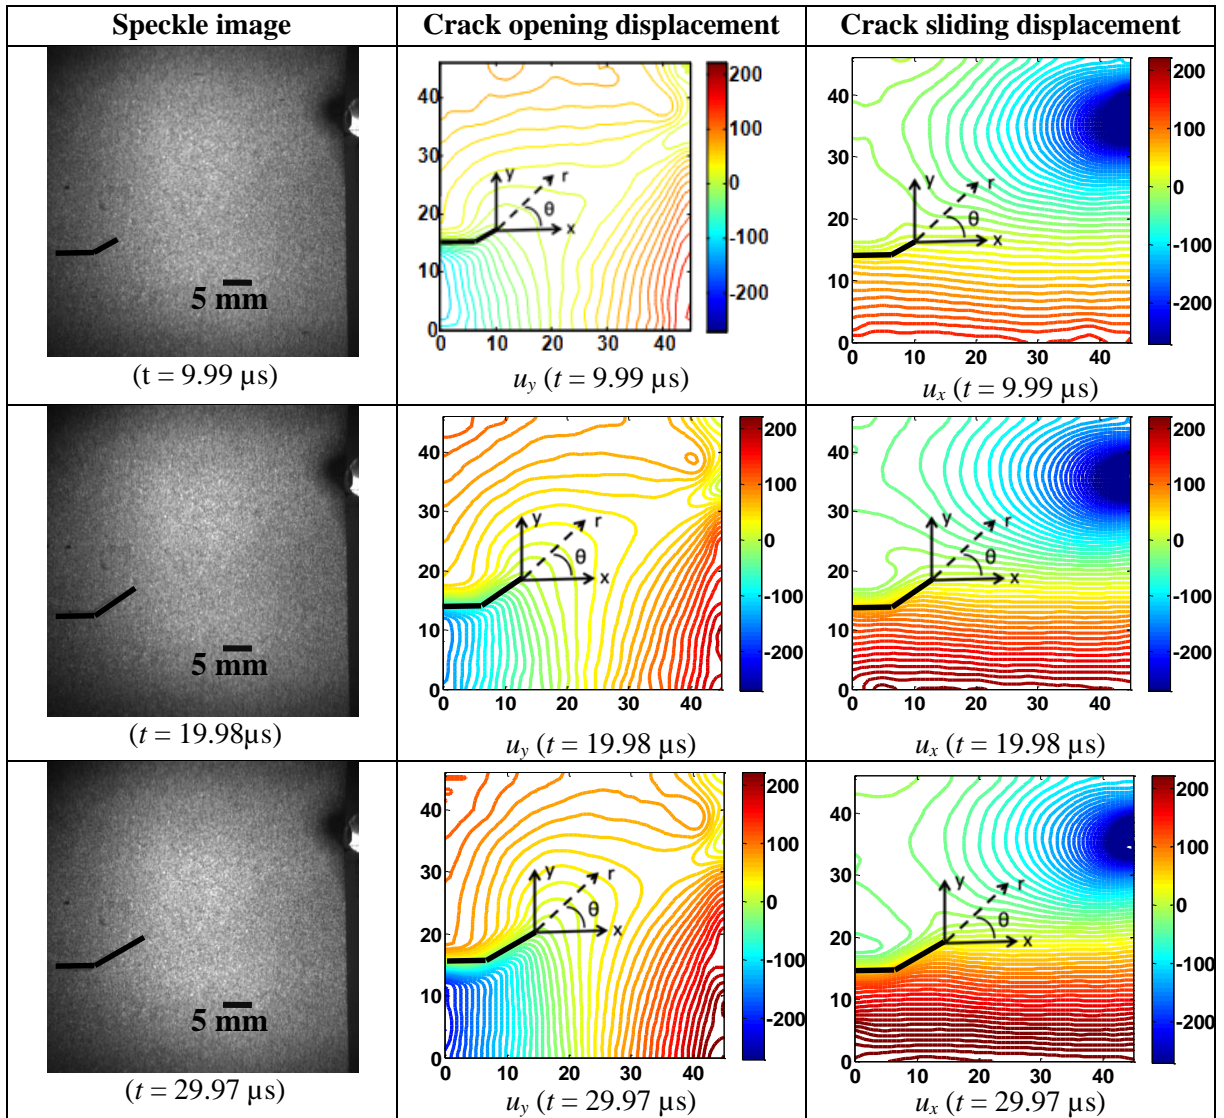 Speckle image Crack opening displacement Crack sliding displacement
5 mm
(t = 9.99 µs)
200
100
0
-100
-200
40
30
20
10
0
0 10 20 30 40
y
r
θ
x
u_y (t = 9.99 µs)
200
100
0
-100
-200
40
30
20
10
0
0 10 20 30 40
y
r
θ
x
u_x (t = 9.99 µs)
5 mm
(t = 19.98µs)
200
100
0
-100
-200
40
30
20
10
0
0 10 20 30 40
y
r
θ
x
u_y (t = 19.98 µs)
200
100
0
-100
-200
40
30
20
10
0
0 10 20 30 40
y
r
θ
x
u_x (t = 19.98 µs)
5 mm
(t = 29.97 µs)
200
100
0
-100
-200
40
30
20
10
0
0 10 20 30 40
y
r
θ
x
u_y (t = 29.97 µs)
200
100
0
-100
-200
40
30
20
10
0
0 10 20 30 40
y
r
θ
x
u_x (t = 29.97 µs)